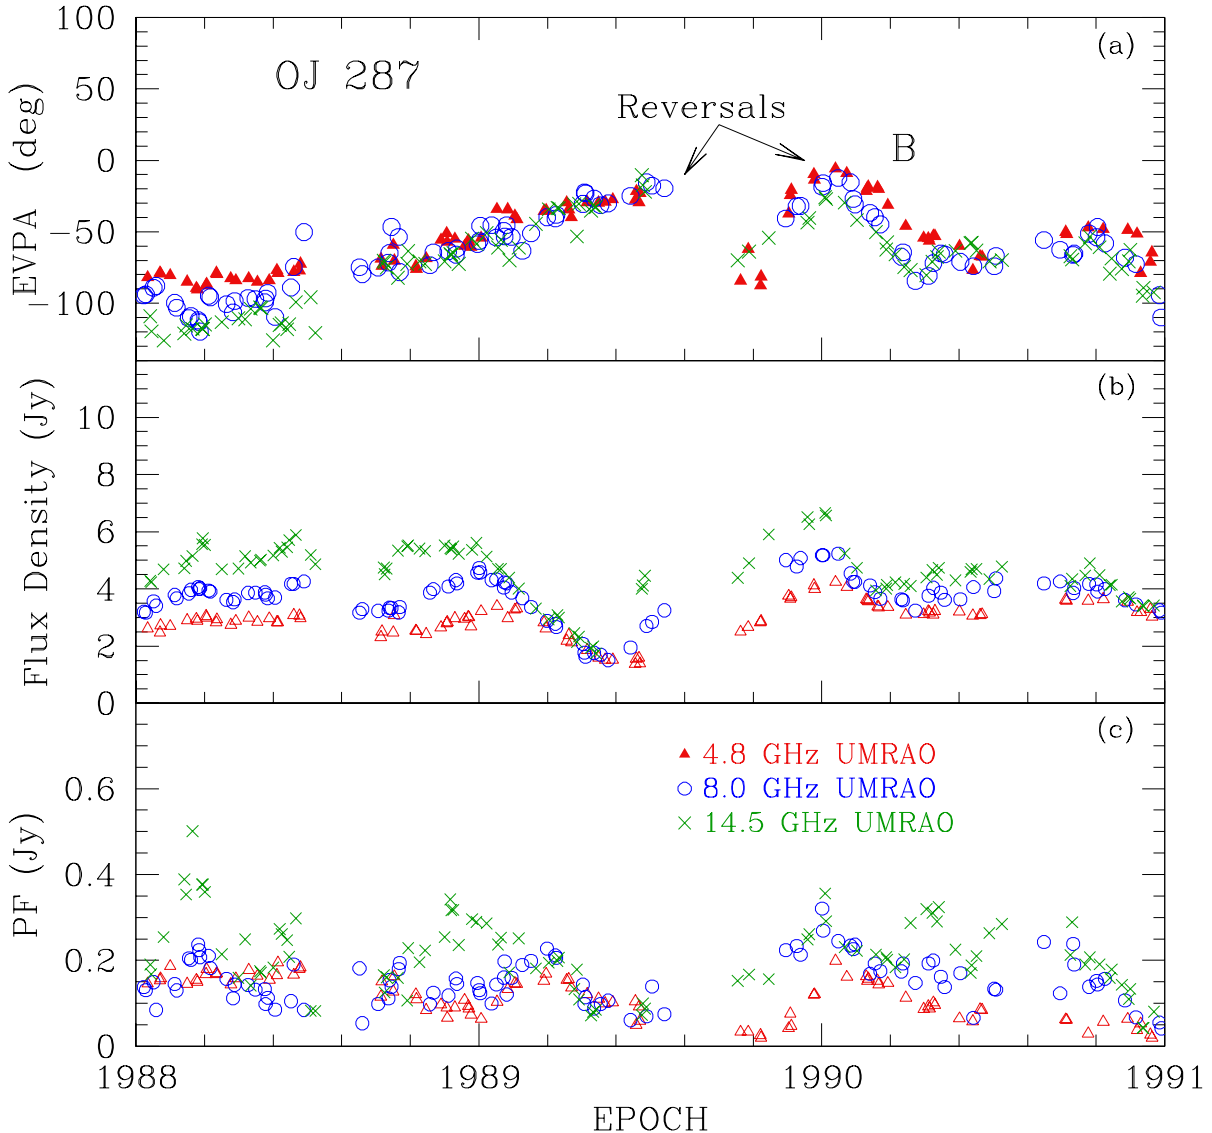 100
50
0
−50
−100
EVPA (deg)
OJ 287
Reversals
B
(a)
10
8
6
4
2
0
Flux Density (Jy)
(b)
0.6
0.4
0.2
0
PF (Jy)
(c)
4.8 GHz UMRAO
8.0 GHz UMRAO
14.5 GHz UMRAO
1988 1989 1990 1991
EPOCH